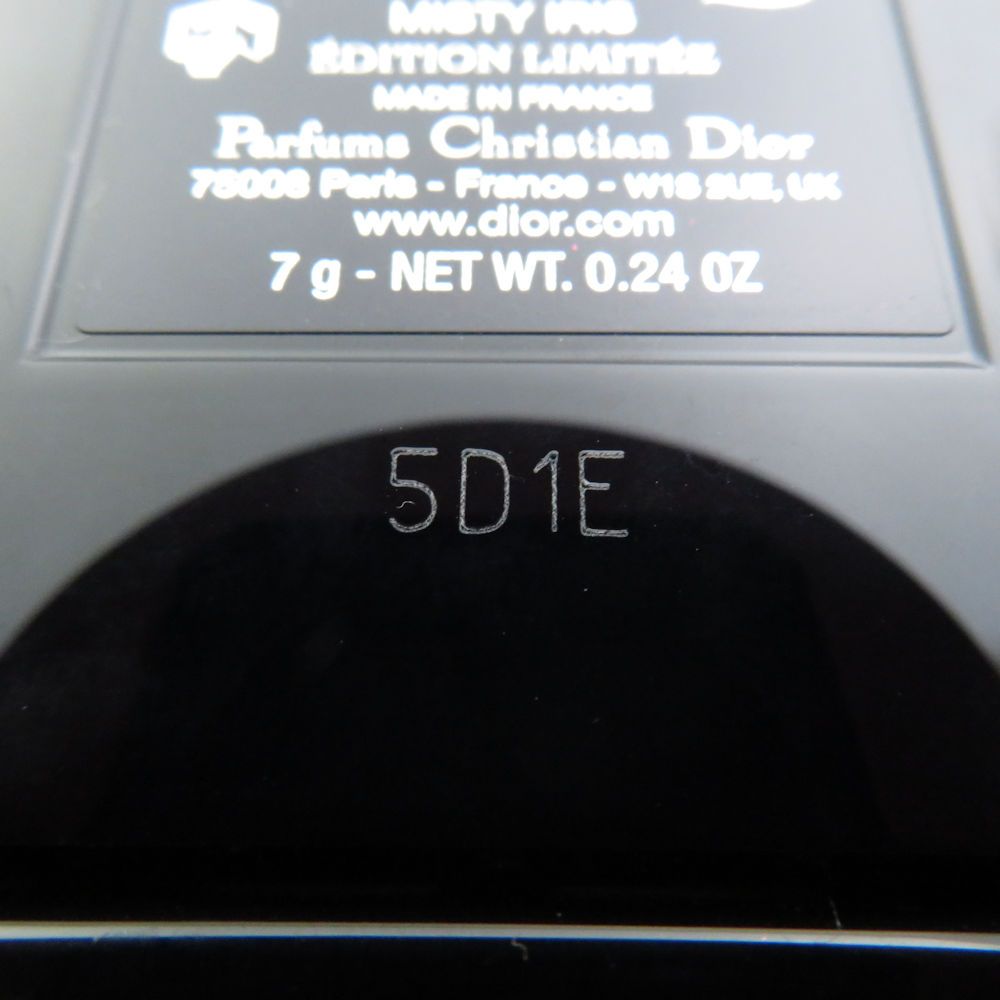 MISTY IRIS
ÉDITION LIMITÉE
MADE IN FRANCE
Parfums Christian Dior
75008 Paris - France - W1S 2UE, UK
www.dior.com
7 g - NET WT. 0.24 OZ
5D1E